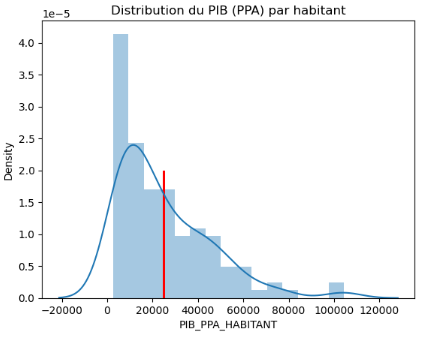 Distribution du PIB (PPA) par habitant
1e−5
4.0
3.5
3.0
2.5
2.0
1.5
1.0
0.5
0.0
Density
−20000 0 20000 40000 60000 80000 100000 120000
PIB_PPA_HABITANT